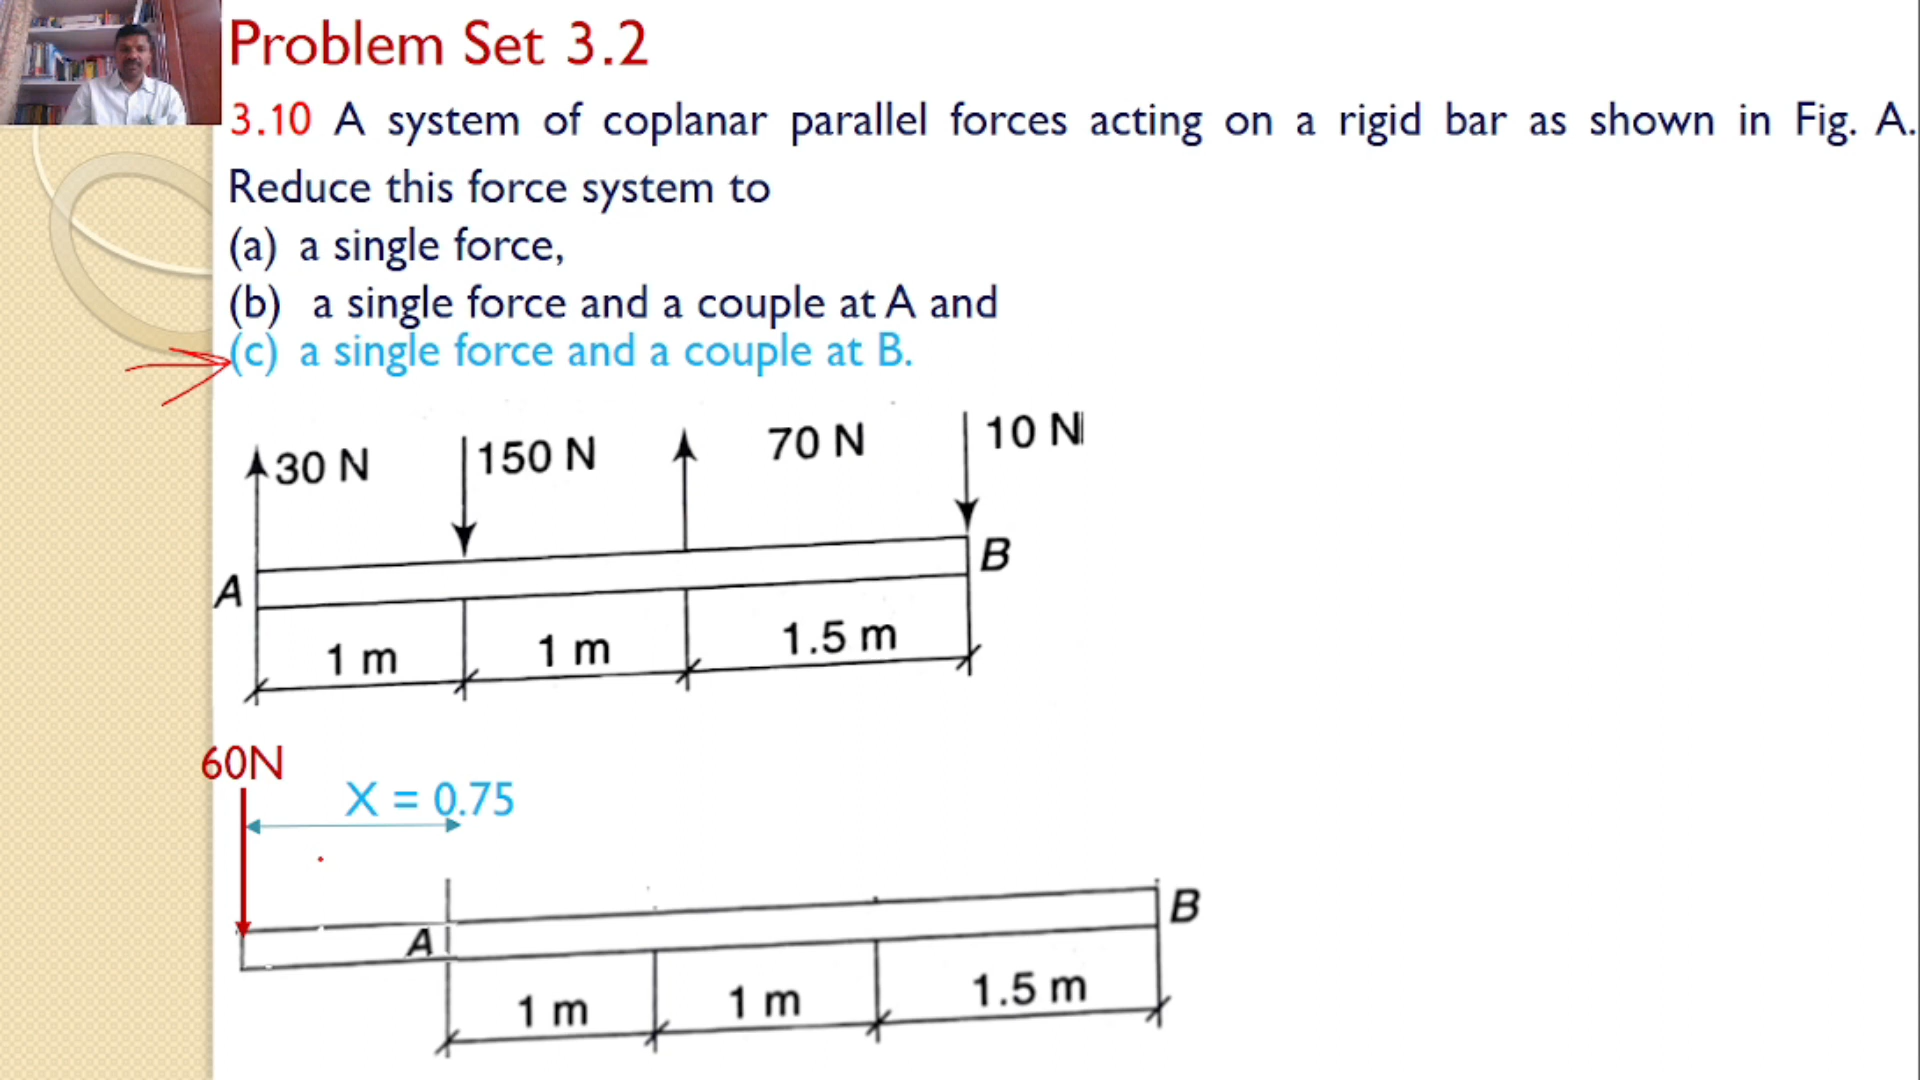 Problem Set 3.2
3.10 A system of coplanar parallel forces acting on a rigid bar as shown in Fig. A.
Reduce this force system to
(a) a single force,
(b) a single force and a couple at A and
(c) a single force and a couple at B.
30 N 150 N 70 N 10 N
A B
1 m 1 m 1.5 m
60N
X = 0.75
A B
1 m 1 m 1.5 m